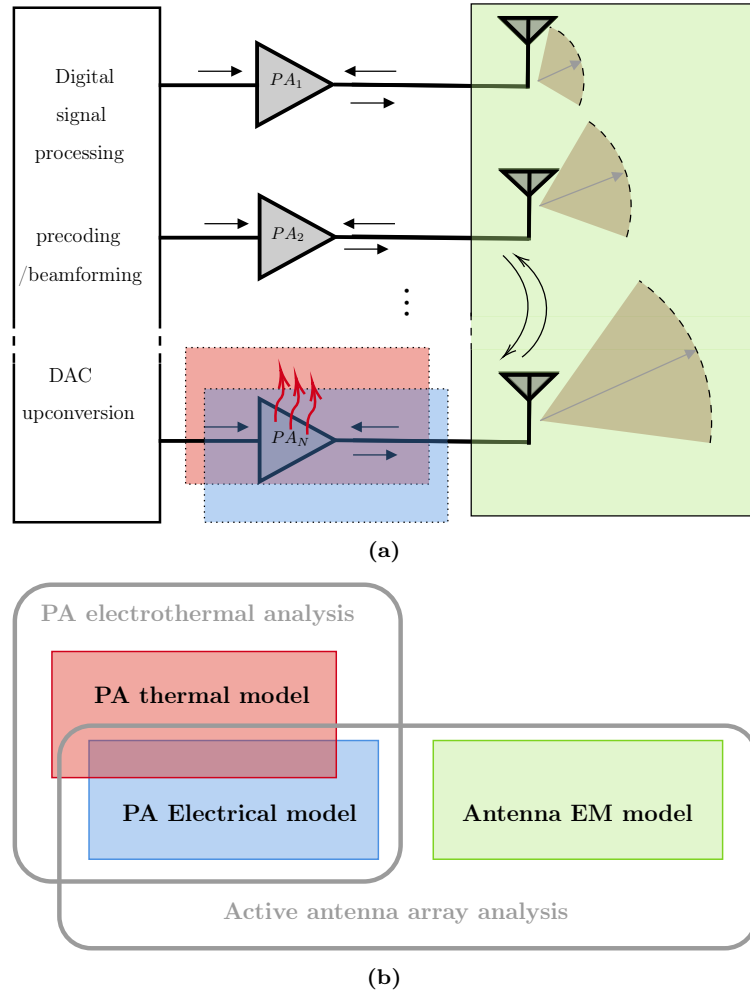 Digital
signal
processing
precoding
/beamforming
DAC
upconversion
PA₁
PA₂
⋮
PA_N
(a)
PA electrothermal analysis
PA thermal model
PA Electrical model
Antenna EM model
Active antenna array analysis
(b)